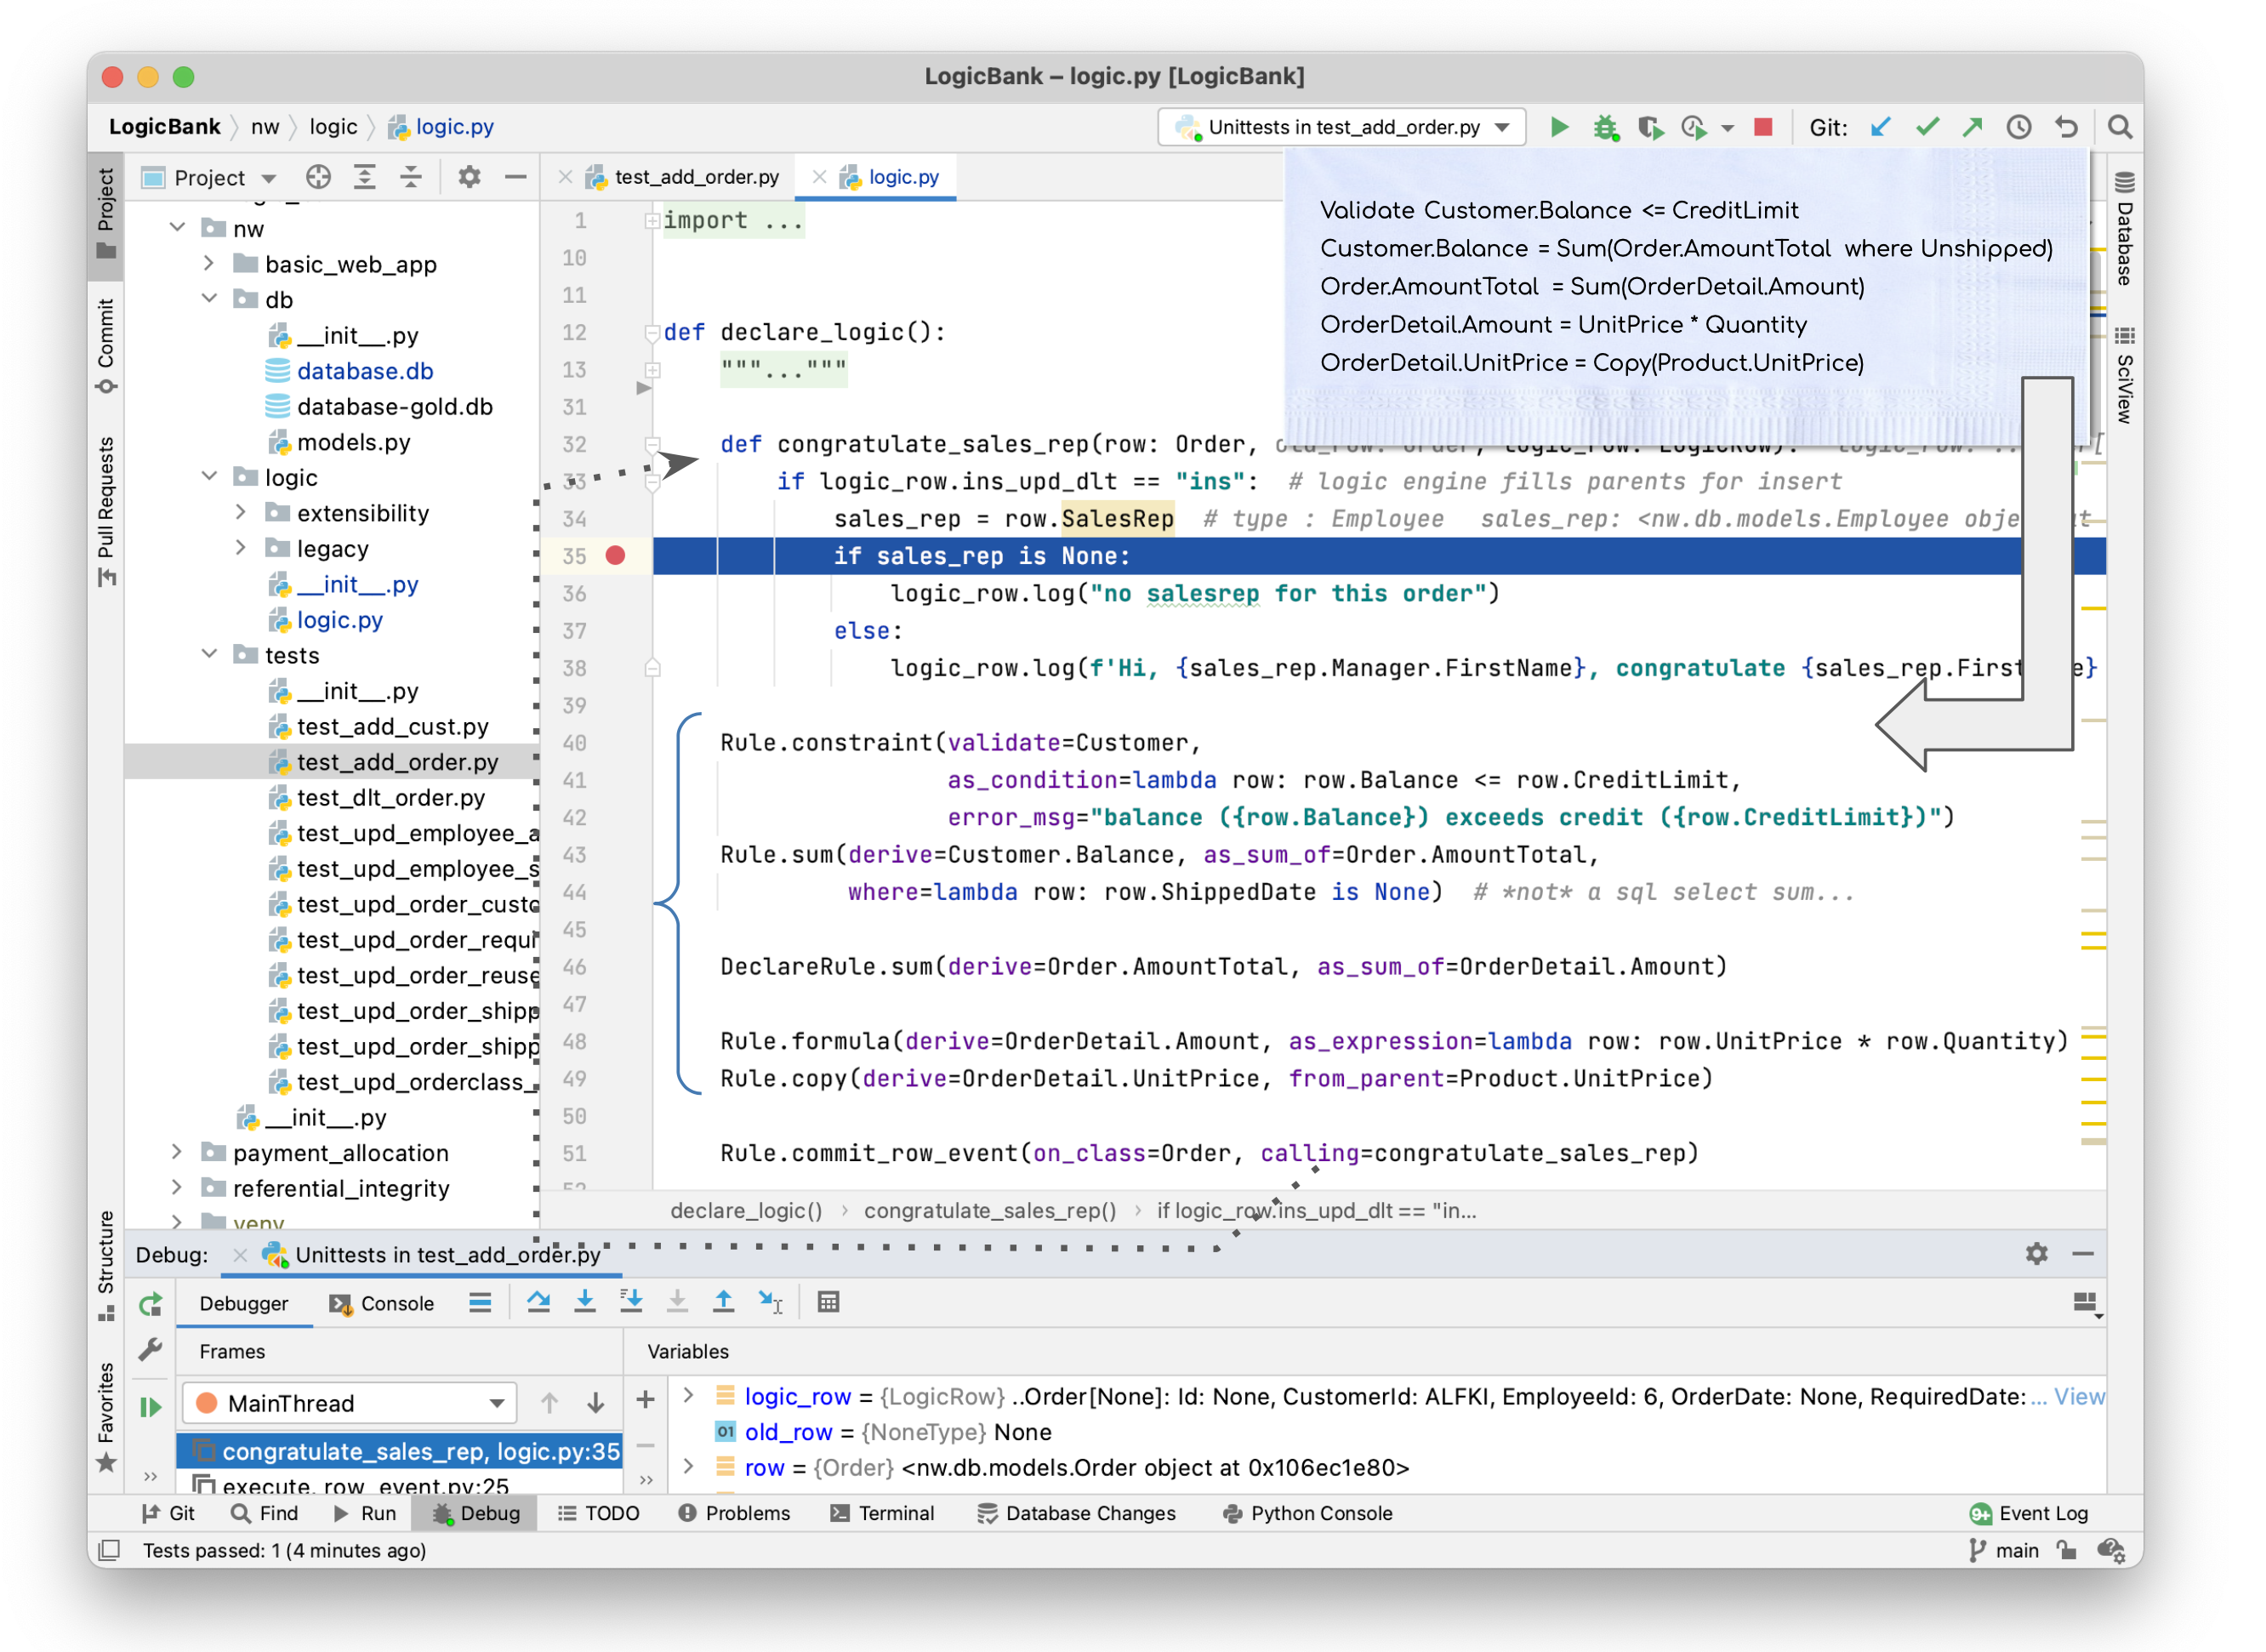 LogicBank – logic.py [LogicBank]
LogicBank nw logic logic.py
Unittests in test_add_order.py
Git:
Project
Commit
Pull Requests
Structure
Favorites
Project
nw
basic_web_app
db
__init__.py
database.db
database-gold.db
models.py
logic
extensibility
legacy
__init__.py
logic.py
tests
__init__.py
test_add_cust.py
test_add_order.py
test_dlt_order.py
test_upd_employee_a
test_upd_employee_s
test_upd_order_custo
test_upd_order_requi
test_upd_order_reuse
test_upd_order_shipp
test_upd_order_shipp
test_upd_orderclass_
__init__.py
payment_allocation
referential_integrity
venv
test_add_order.py logic.py
1 import ...
10
11
12 def declare_logic():
13 """..."""
31
32 def congratulate_sales_rep(row: Order, old_row: Order, logic_row: LogicRow): logic_row:
33 if logic_row.ins_upd_dlt == "ins": # logic engine fills parents for insert
34 sales_rep = row.SalesRep # type : Employee sales_rep: <nw.db.models.Employee
35 if sales_rep is None:
36 logic_row.log("no salesrep for this order")
37 else:
38 logic_row.log(f'Hi, {sales_rep.Manager.FirstName}, congratulate {sales_rep.First e}
39
40 Rule.constraint(validate=Customer,
41 as_condition=lambda row: row.Balance <= row.CreditLimit,
42 error_msg="balance ({row.Balance}) exceeds credit ({row.CreditLimit})")
43 Rule.sum(derive=Customer.Balance, as_sum_of=Order.AmountTotal,
44 where=lambda row: row.ShippedDate is None) # *not* a sql select sum...
45
46 DeclareRule.sum(derive=Order.AmountTotal, as_sum_of=OrderDetail.Amount)
47
48 Rule.formula(derive=OrderDetail.Amount, as_expression=lambda row: row.UnitPrice * row.Quantity)
49 Rule.copy(derive=OrderDetail.UnitPrice, from_parent=Product.UnitPrice)
50
51 Rule.commit_row_event(on_class=Order, calling=congratulate_sales_rep)
52
declare_logic() › congratulate_sales_rep() › if logic_row.ins_upd_dlt == "in...
Validate Customer.Balance <= CreditLimit
Customer.Balance = Sum(Order.AmountTotal where Unshipped)
Order.AmountTotal = Sum(OrderDetail.Amount)
OrderDetail.Amount = UnitPrice * Quantity
OrderDetail.UnitPrice = Copy(Product.UnitPrice)
Database
SciView
Debug: Unittests in test_add_order.py
Debugger Console
Frames
MainThread
congratulate_sales_rep, logic.py:35
execute, row_event.py:25
Variables
logic_row = {LogicRow} ..Order[None]: Id: None, CustomerId: ALFKI, EmployeeId: 6, OrderDate: None, RequiredDate:... View
01 old_row = {NoneType} None
row = {Order} <nw.db.models.Order object at 0x106ec1e80>
Git Find Run Debug TODO Problems Terminal Database Changes Python Console 9+ Event Log
Tests passed: 1 (4 minutes ago) main